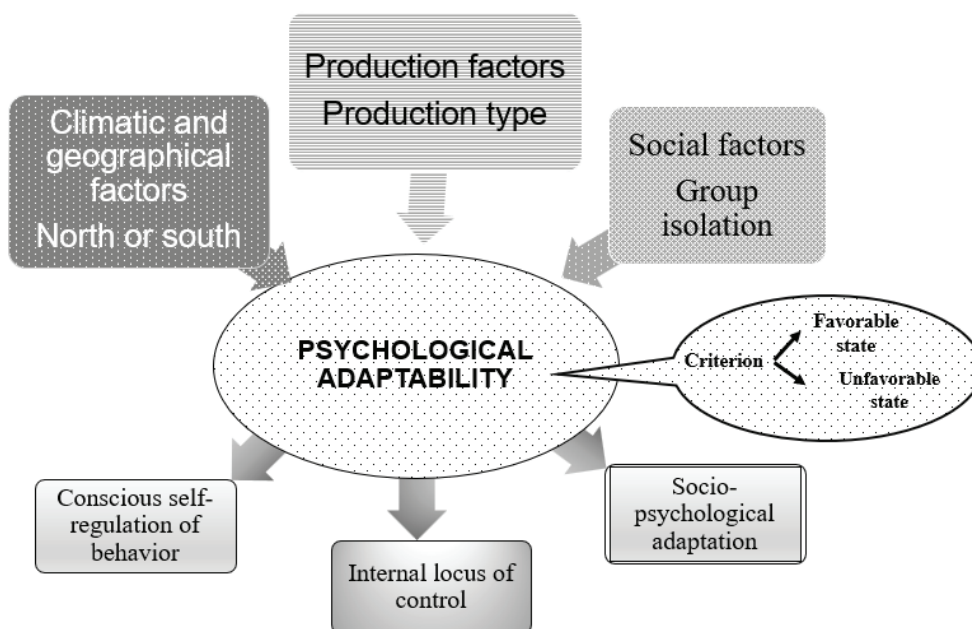 Production factors
Production type
Climatic and
geographical
factors
North or south
Social factors
Group
isolation
PSYCHOLOGICAL
ADAPTABILITY
Criterion
Favorable
state
Unfavorable
state
Conscious self-
regulation of
behavior
Internal locus of
control
Socio-
psychological
adaptation